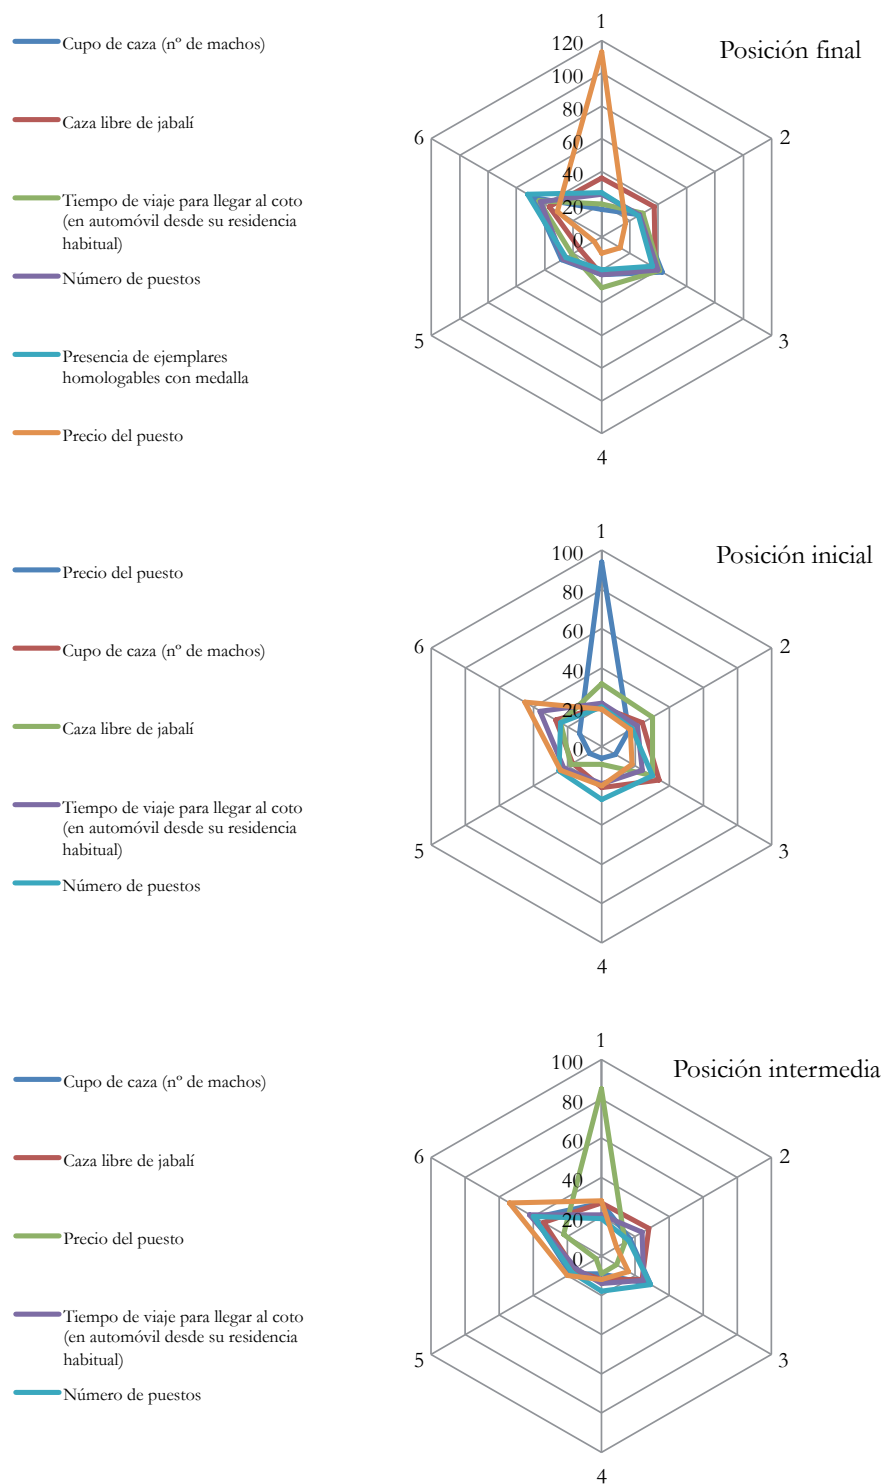 Cupo de caza (nº de machos)
Caza libre de jabalí
Tiempo de viaje para llegar al coto
(en automóvil desde su residencia
habitual)
Número de puestos
Presencia de ejemplares
homologables con medalla
Precio del puesto
Posición final
1
120
100
80
60
40
20
0
2
3
4
5
6
Precio del puesto
Cupo de caza (nº de machos)
Caza libre de jabalí
Tiempo de viaje para llegar al coto
(en automóvil desde su residencia
habitual)
Número de puestos
Posición inicial
1
100
80
60
40
20
0
2
3
4
5
6
Cupo de caza (nº de machos)
Caza libre de jabalí
Precio del puesto
Tiempo de viaje para llegar al coto
(en automóvil desde su residencia
habitual)
Número de puestos
Posición intermedia
1
100
80
60
40
20
0
2
3
4
5
6